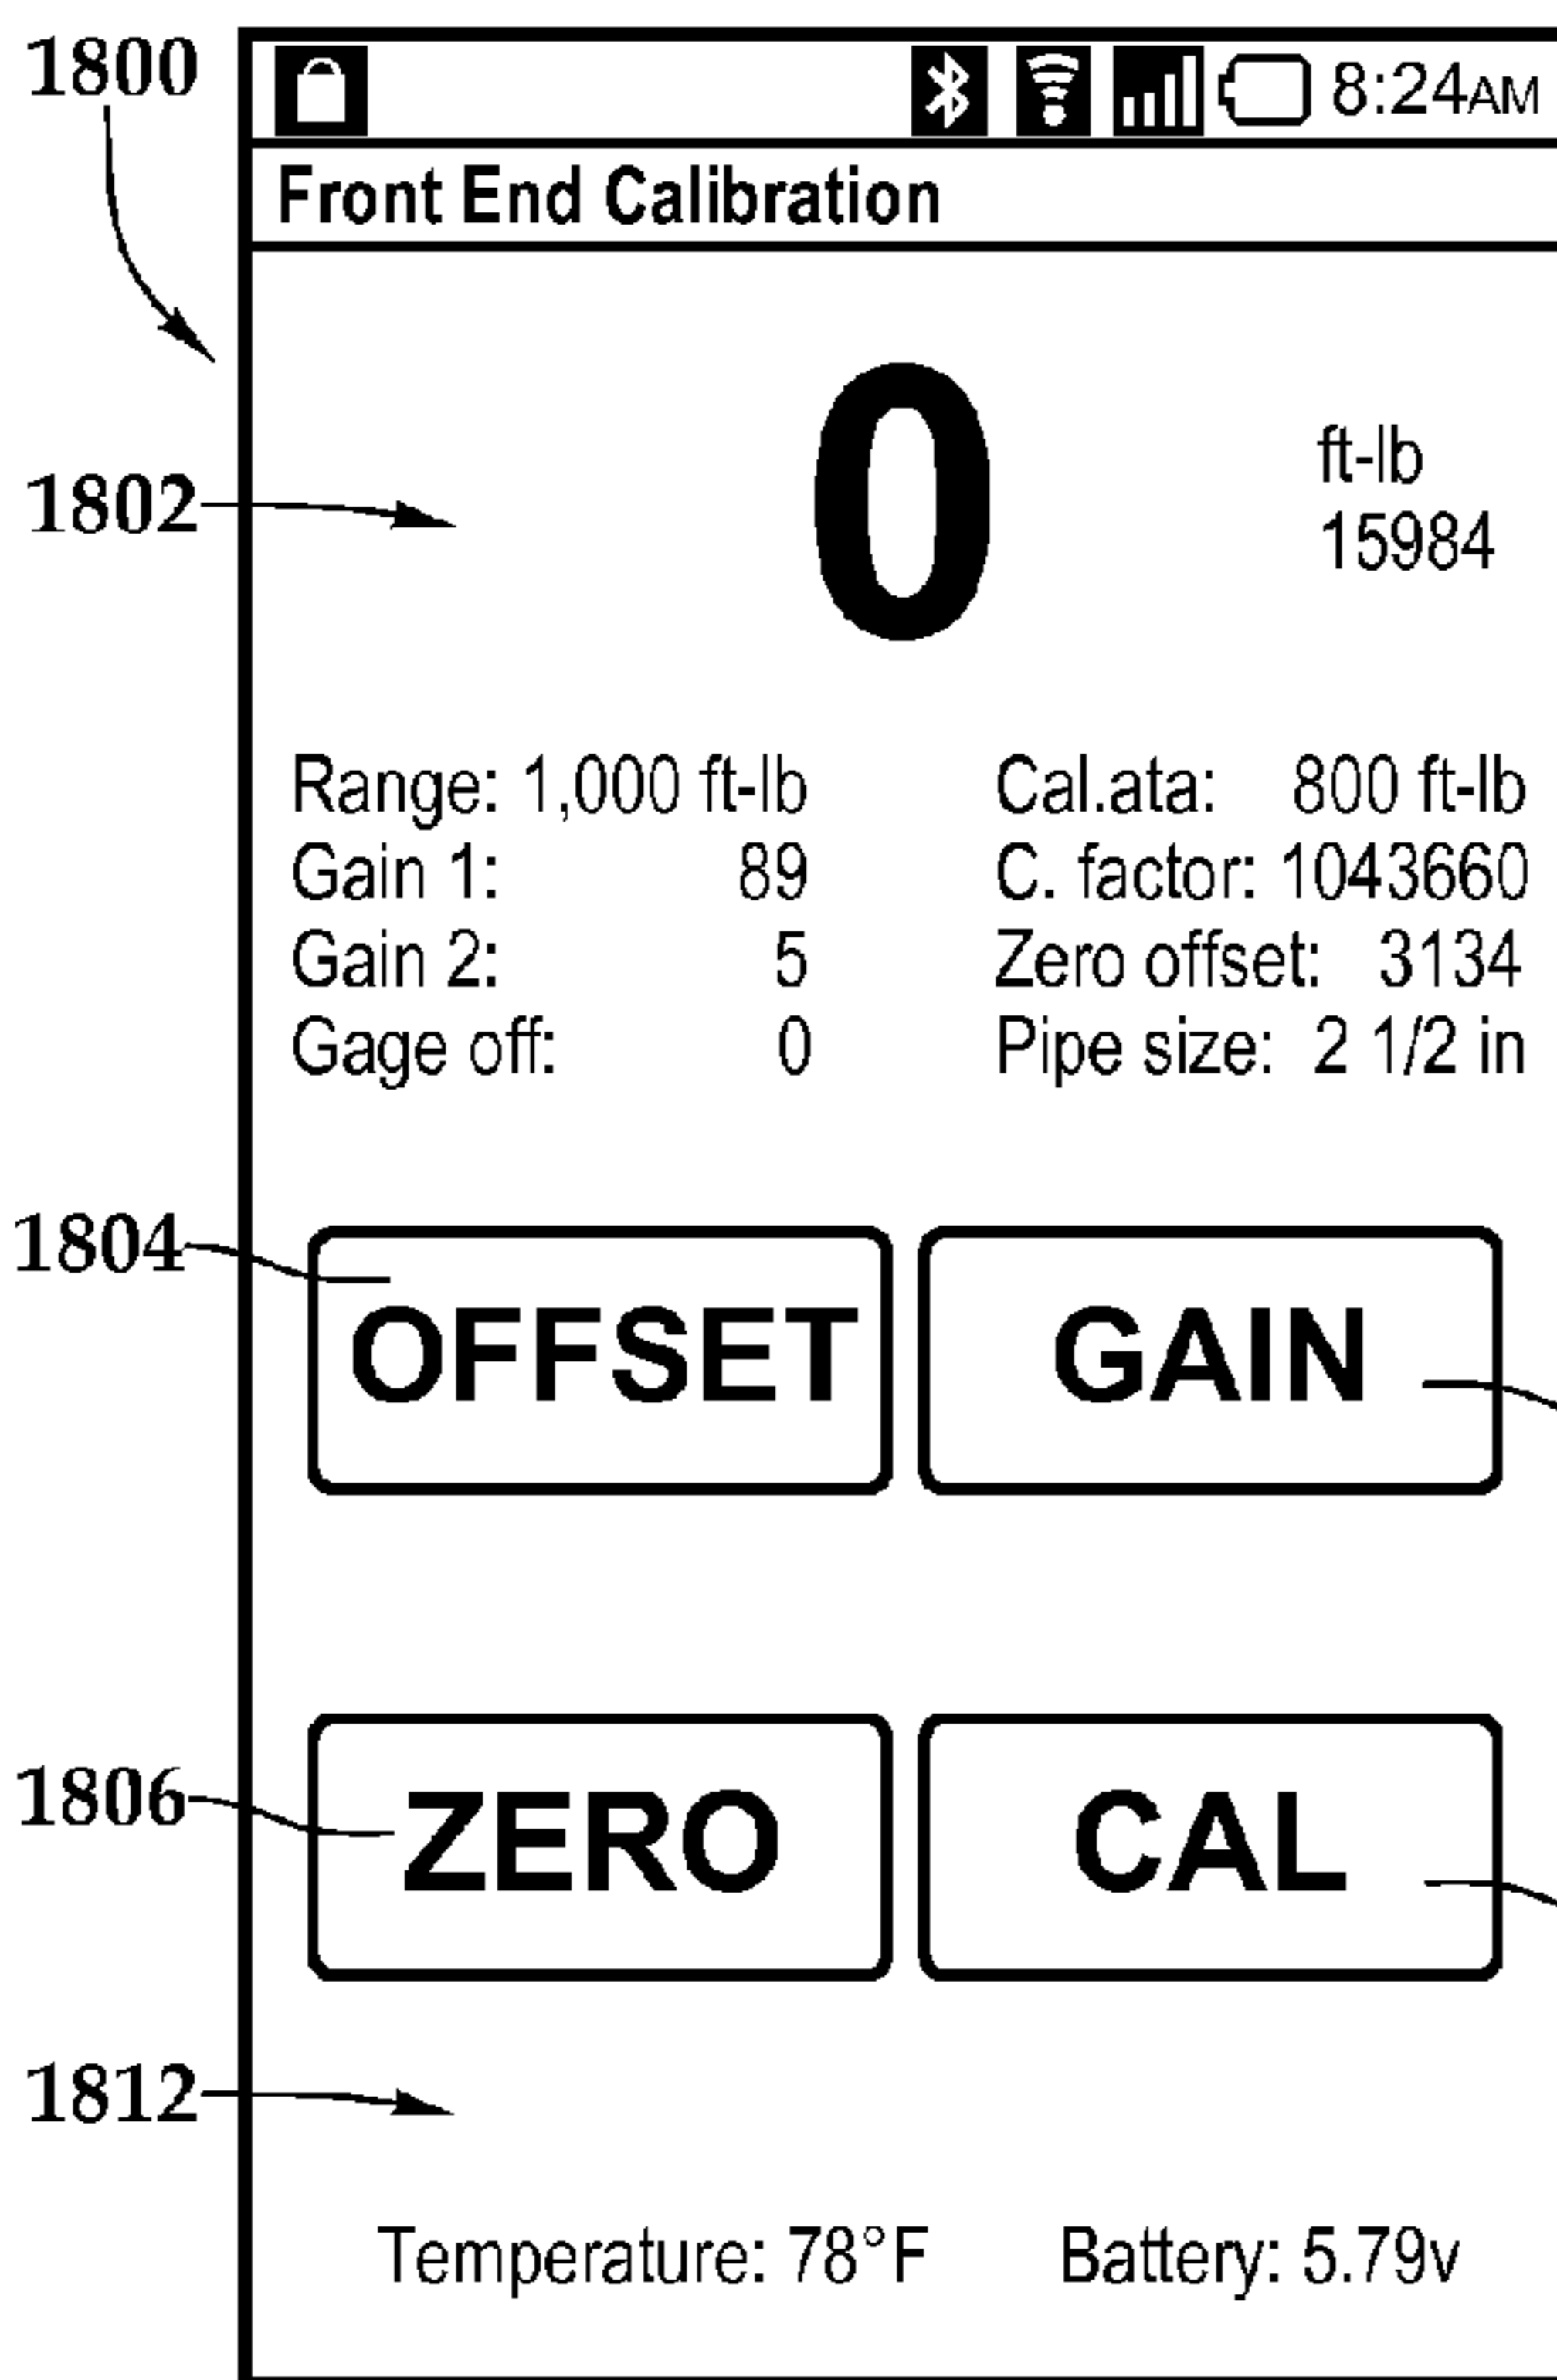 1800
8:24AM
Front End Calibration
1802
0
ft-lb
15984
Range: 1,000 ft-lb Cal.ata: 800 ft-lb
Gain 1: 89 C. factor: 1043660
Gain 2: 5 Zero offset: 3134
Gage off: 0 Pipe size: 2 1/2 in
1804
OFFSET GAIN
1806
ZERO CAL
1812
Temperature: 78°F Battery: 5.79v